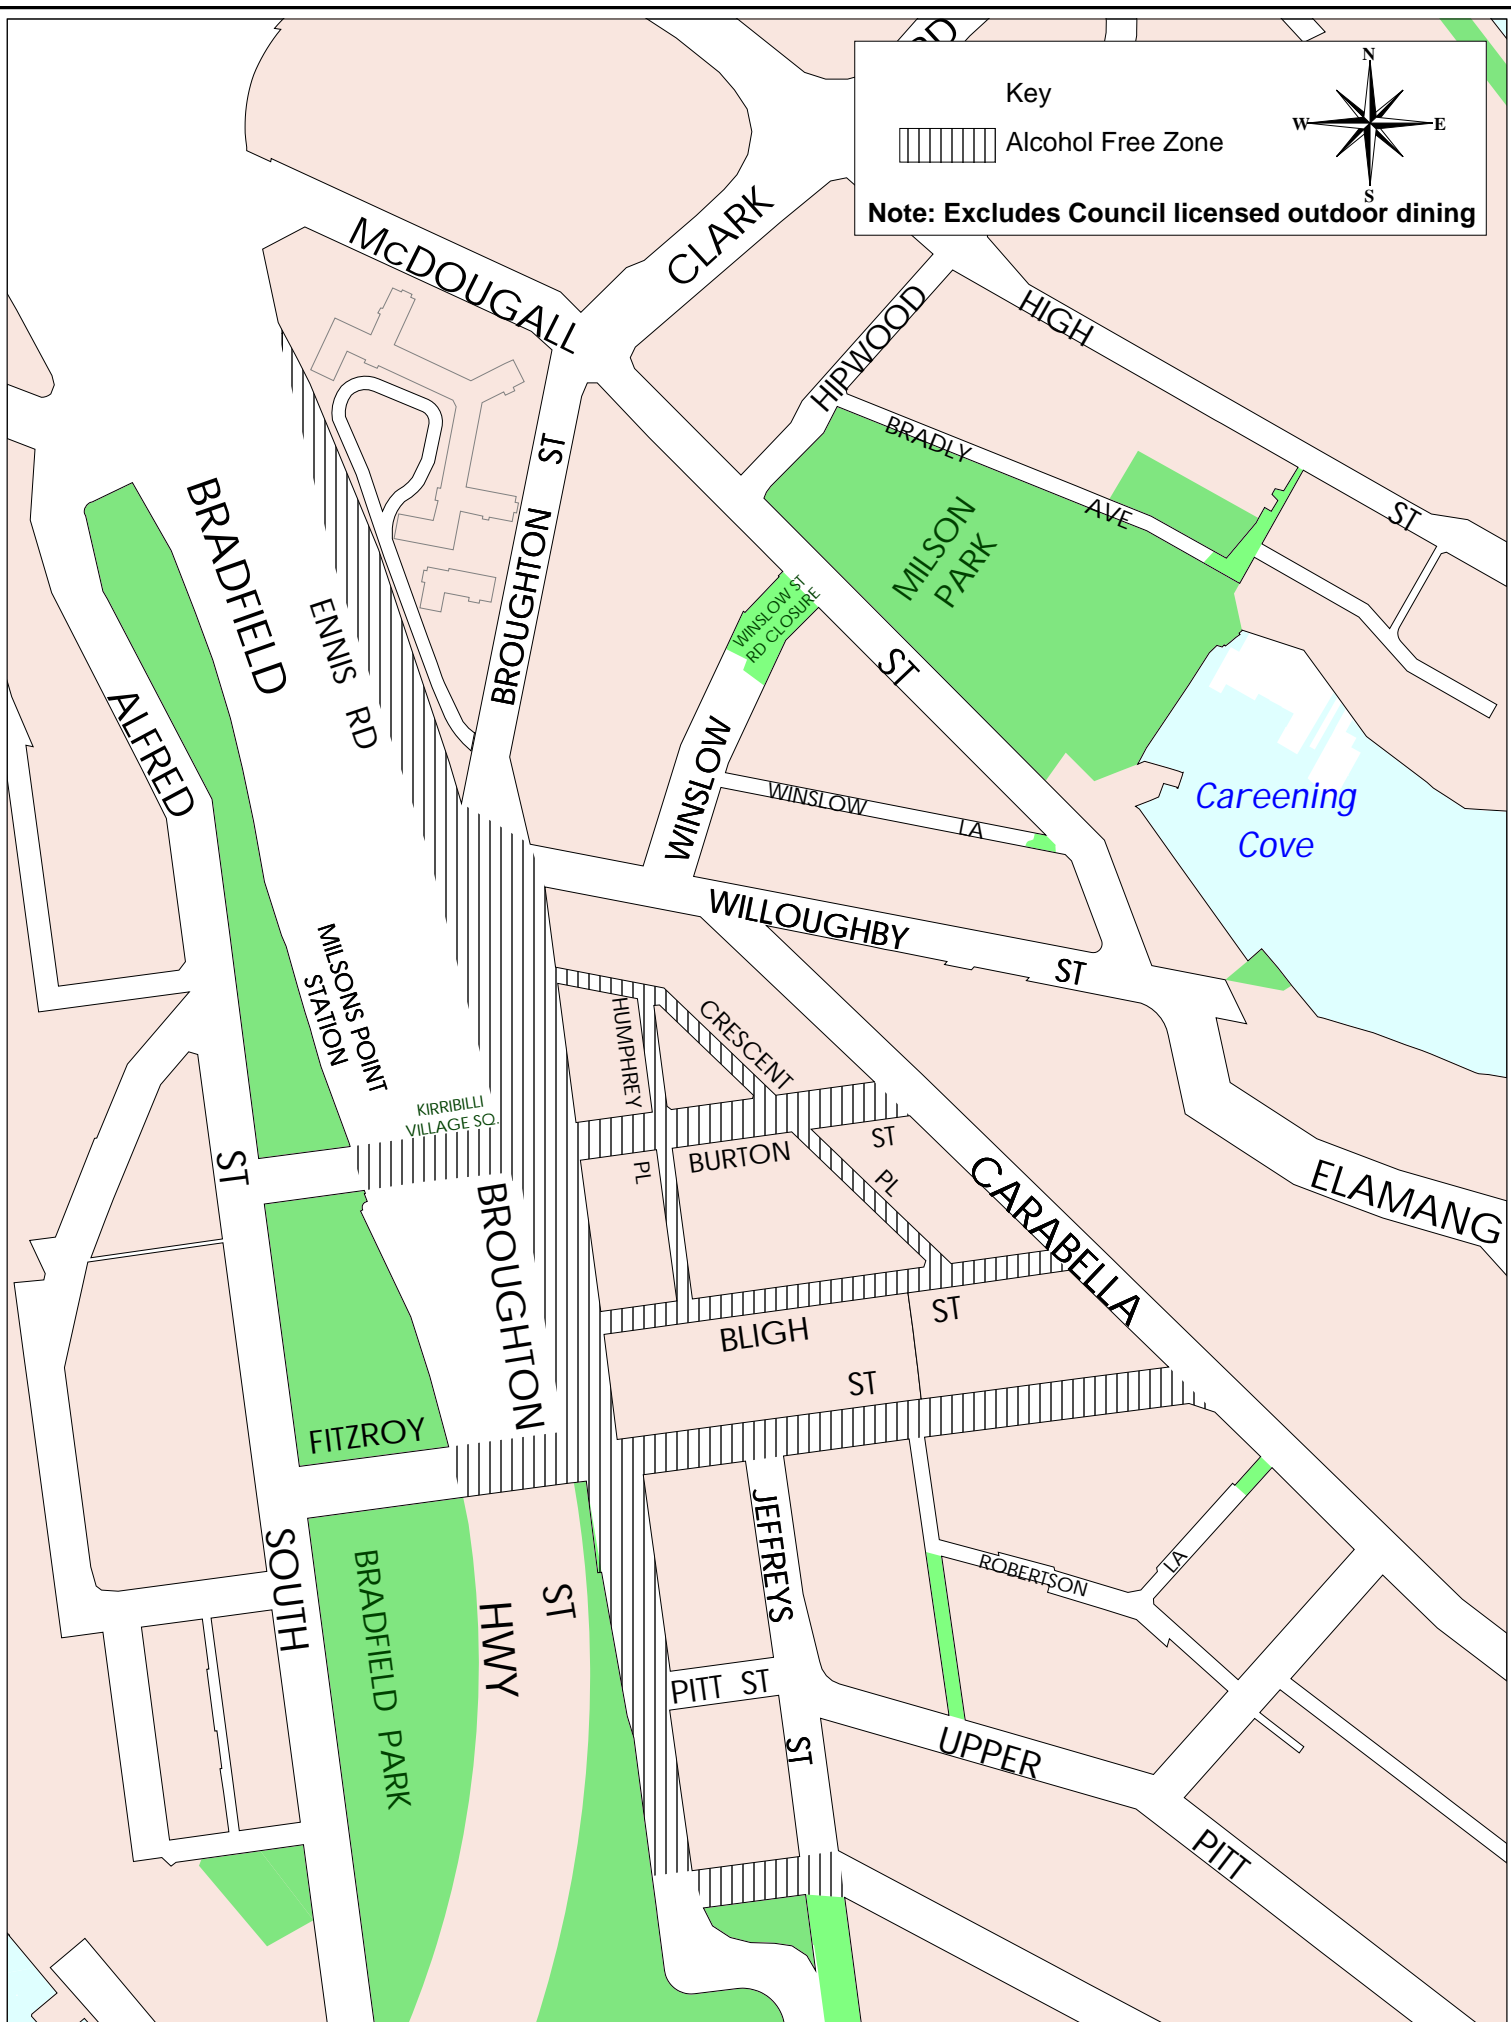 RD
N
Key
W
E
Alcohol Free Zone
S
Note: Excludes Council licensed outdoor dining
McDOUGALL
CLARK
HIPWOOD
HIGH
BROUGHTON ST
BRADLY
AVE
ST
MILSON
PARK
BRADFIELD
ENNIS RD
WINSLOW ST
RD CLOSURE
ST
ALFRED
WINSLOW
WINSLOW
LA
Careening
Cove
WILLOUGHBY
ST
MILSONS POINT
STATION
HUMPHREY
CRESCENT
KIRRIBILLI
VILLAGE SQ.
ST
BURTON
ST
PL
PL
CARABELLA
ELAMANG
BROUGHTON
BLIGH
ST
ST
FITZROY
JEFFREYS
SOUTH
BRADFIELD PARK
HWY
ST
ROBERTSON
LA
PITT ST
ST
UPPER
PITT